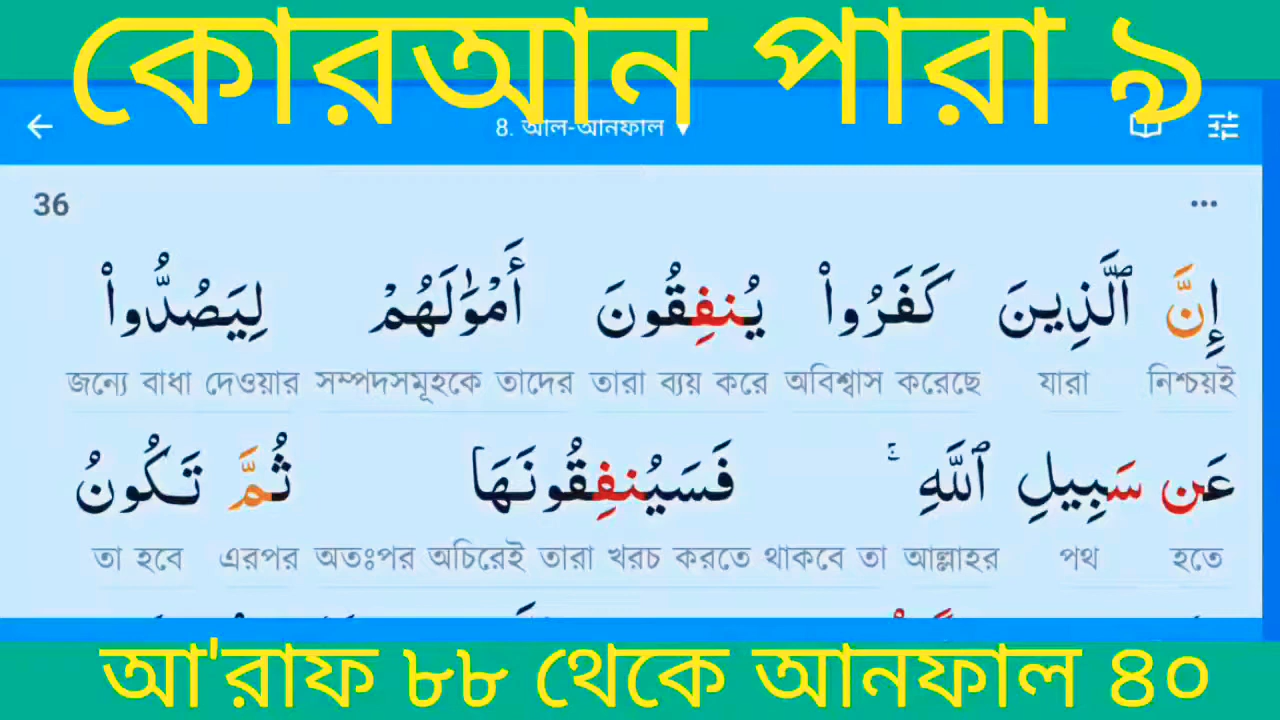 কোরআন পারা ৯
8. আল-আনফাল ▼
36
إِنَّ ٱلَّذِينَ كَفَرُوا۟ يُنفِقُونَ أَمْوَٰلَهُمْ لِيَصُدُّوا۟
জন্যে বাধা দেওয়ার সম্পদসমূহকে তাদের তারা ব্যয় করে অবিশ্বাস করেছে যারা নিশ্চয়ই
عَن سَبِيلِ ٱللَّهِ ۚ فَسَيُنفِقُونَهَا ثُمَّ تَكُونُ
তা হবে এরপর অতঃপর অচিরেই তারা খরচ করতে থাকবে তা আল্লাহর পথ হতে
আ'রাফ ৮৮ থেকে আনফাল ৪০